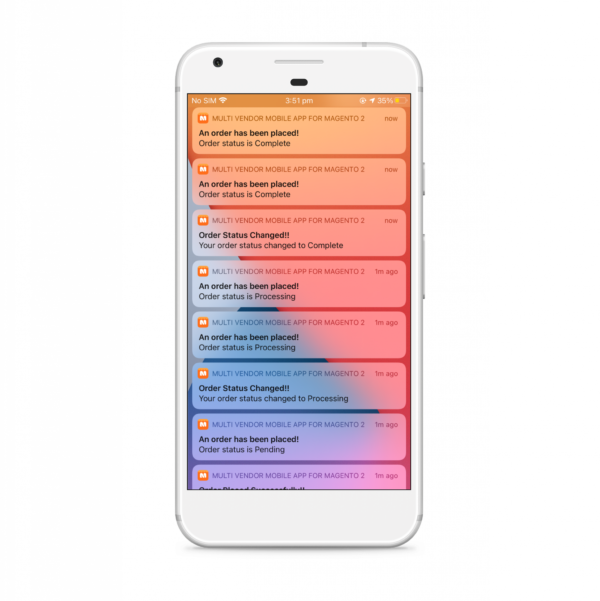 No SIM 3:51 pm 35%
M MULTI VENDOR MOBILE APP FOR MAGENTO 2 now
An order has been placed!
Order status is Complete
M MULTI VENDOR MOBILE APP FOR MAGENTO 2 now
An order has been placed!
Order status is Complete
M MULTI VENDOR MOBILE APP FOR MAGENTO 2 now
Order Status Changed!!
Your order status changed to Complete
M MULTI VENDOR MOBILE APP FOR MAGENTO 2 1m ago
An order has been placed!
Order status is Processing
M MULTI VENDOR MOBILE APP FOR MAGENTO 2 1m ago
An order has been placed!
Order status is Processing
M MULTI VENDOR MOBILE APP FOR MAGENTO 2 1m ago
Order Status Changed!!
Your order status changed to Processing
M MULTI VENDOR MOBILE APP FOR MAGENTO 2 1m ago
An order has been placed!
Order status is Pending
M MULTI VENDOR MOBILE APP FOR MAGENTO 2 1m ago
Order Placed Successfully!!